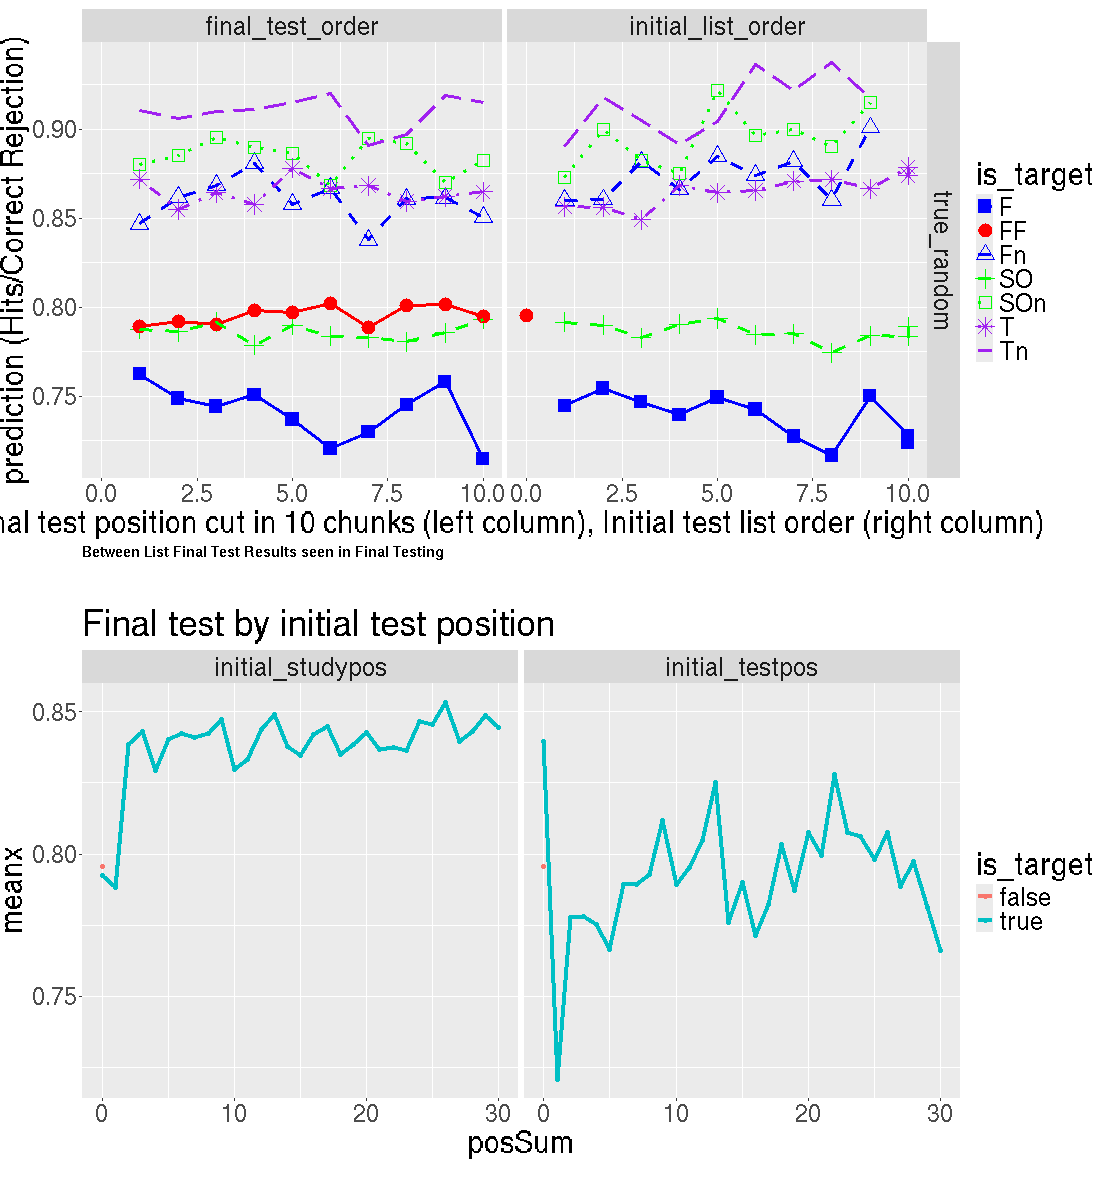 final_test_order
initial_list_order
prediction (Hits/Correct Rejection)
0.90
0.85
0.80
0.75
true_random
is_target
F
FF
Fn
SO
SOn
T
Tn
0.0
2.5
5.0
7.5
10.0
0.0
2.5
5.0
7.5
10.0
nal test position cut in 10 chunks (left column), Initial test list order (right column)
Between List Final Test Results seen in Final Testing
Final test by initial test position
initial_studypos
initial_testpos
meanx
0.85
0.80
0.75
is_target
false
true
0
10
20
30
0
10
20
30
posSum